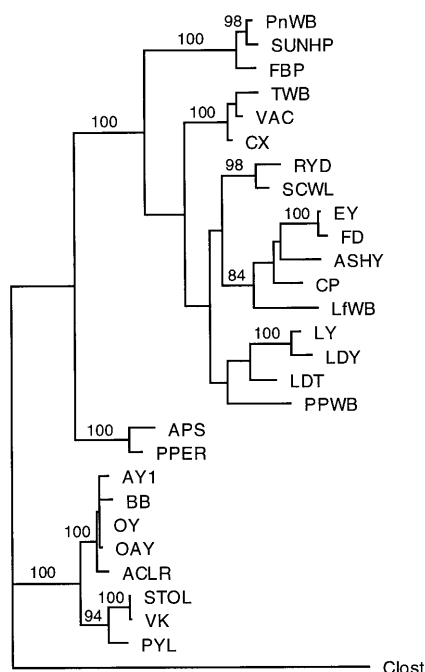 98 PnWB
100 SUNHP
FBP
TWB
100 VAC
100 CX
98 RYD
SCWL
100 EY
FD
ASHY
84 CP
LfWB
100 LY
LDY
LDT
PPWB
100 APS
PPER
AY1
BB
100 OY
OAY
100 ACLR
100 STOL
94 VK
PYL
Clost